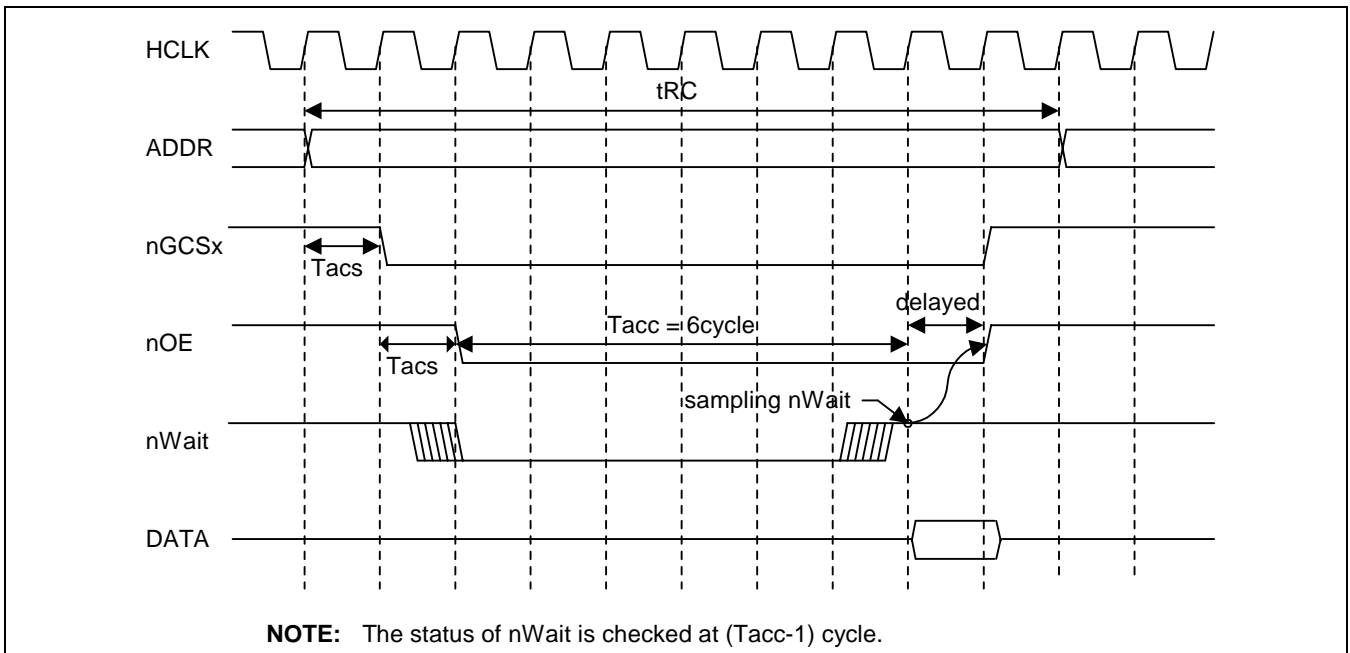 HCLK
tRC
ADDR
nGCSx
Tacs
delayed
nOE
Tacc = 6cycle
Tacs
sampling nWait
nWait
DATA
NOTE: The status of nWait is checked at (Tacc-1) cycle.